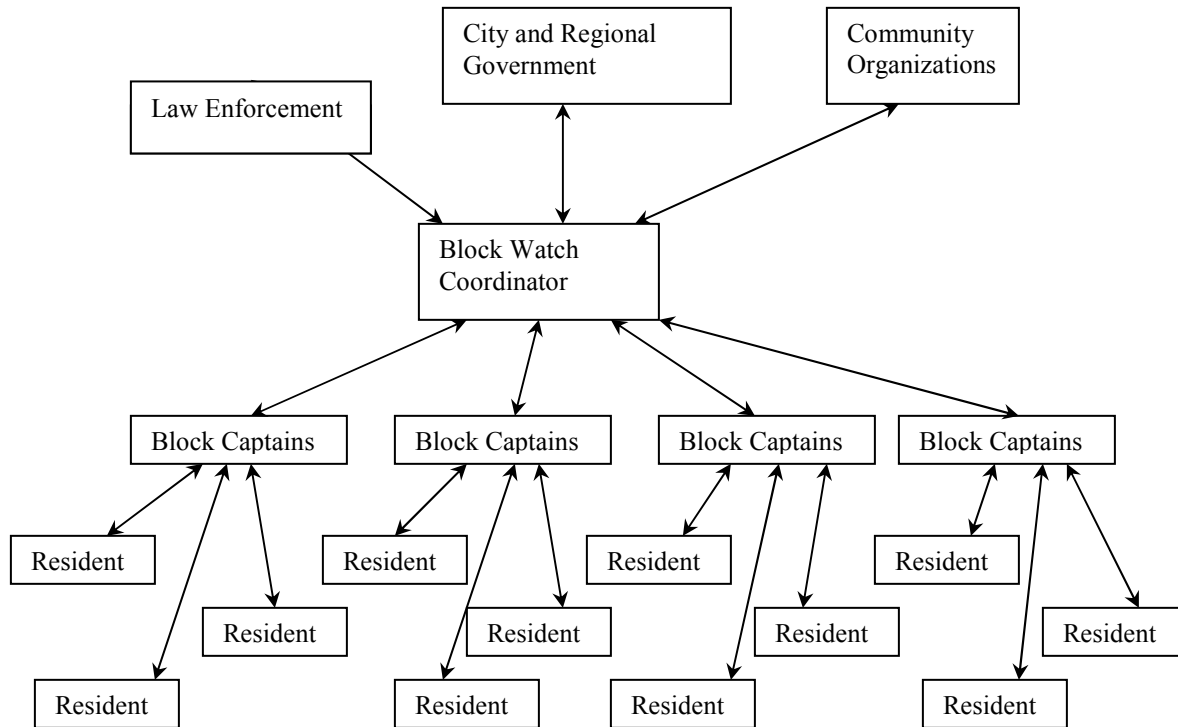 City and Regional
Government
Community
Organizations
Law Enforcement
Block Watch
Coordinator
Block Captains
Block Captains
Block Captains
Block Captains
Resident
Resident
Resident
Resident
Resident
Resident
Resident
Resident
Resident
Resident
Resident
Resident